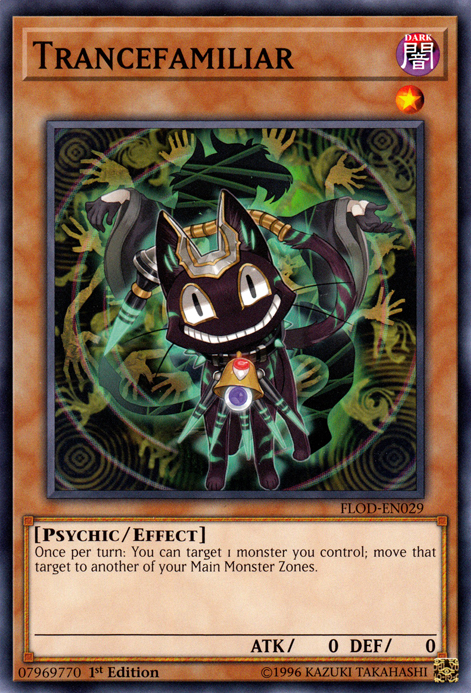 TRANCEFAMILIAR
DARK
闇
FLOD-EN029
[PSYCHIC/EFFECT]
Once per turn: You can target 1 monster you control; move that
target to another of your Main Monster Zones.
ATK/ 0 DEF/ 0
07969770 1st Edition ©1996 KAZUKI TAKAHASHI